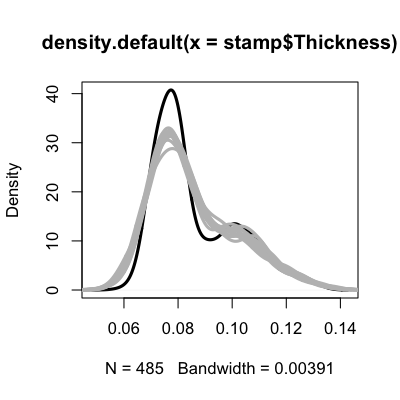 density.default(x = stamp$Thickness)
Density
40
30
20
10
0
0.06 0.08 0.10 0.12 0.14
N = 485 Bandwidth = 0.00391